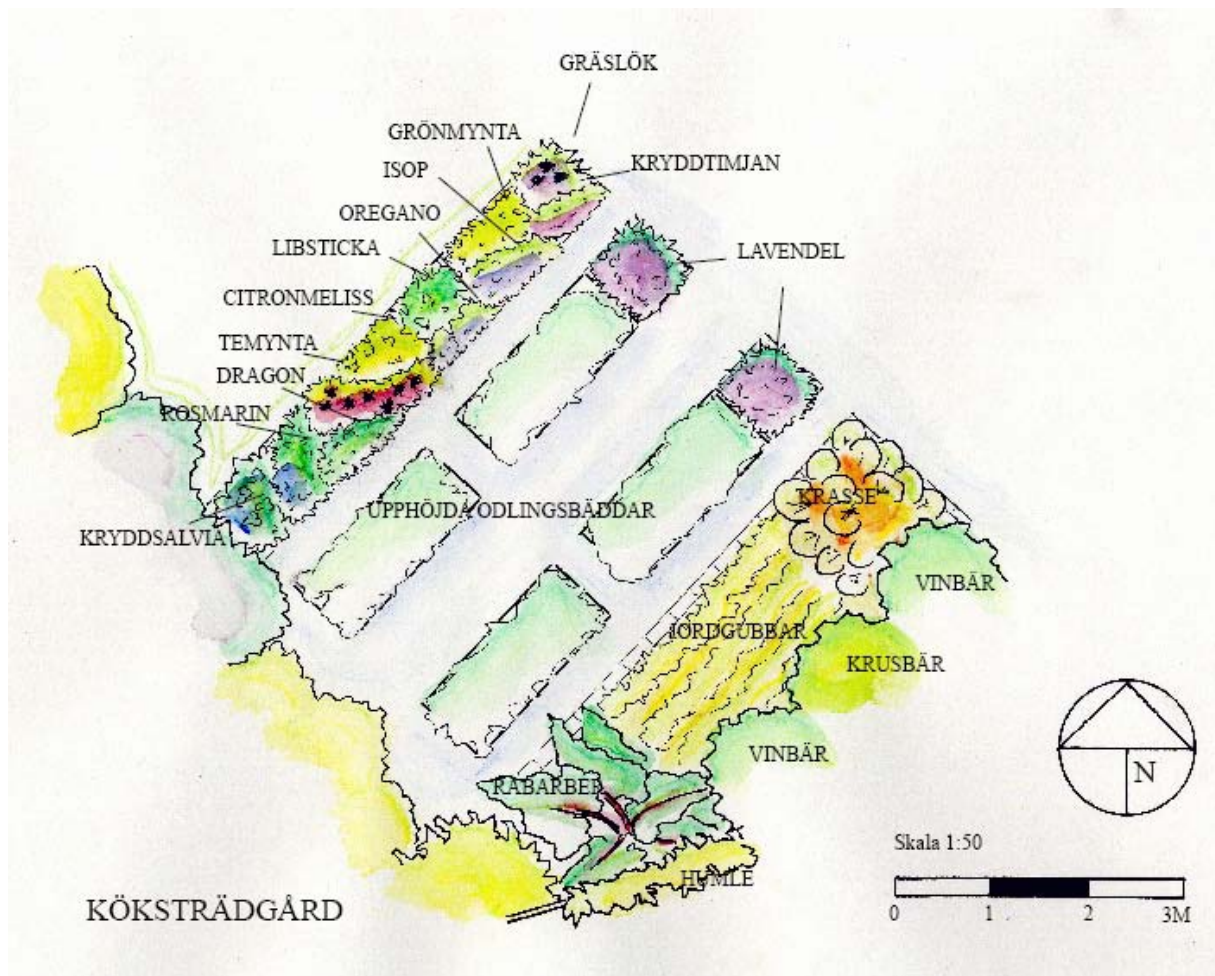 GRÄSLÖK
GRÖNMYNTA
KRYDDTIMJAN
ISOP
OREGANO
LIBSTICKA
LAVENDEL
CITRONMELISS
TEMYNTA
DRAGON
ROSMARIN
KRYDDSALVIA
UPPHÖJDA ODLINGSBÄDDAR
KRASSE
VINBÄR
JORDGUBBAR
KRUSBÄR
VINBÄR
RABARBER
HUMLE
N
Skala 1:50
0 1 2 3M
KÖKSTRÄDGÅRD